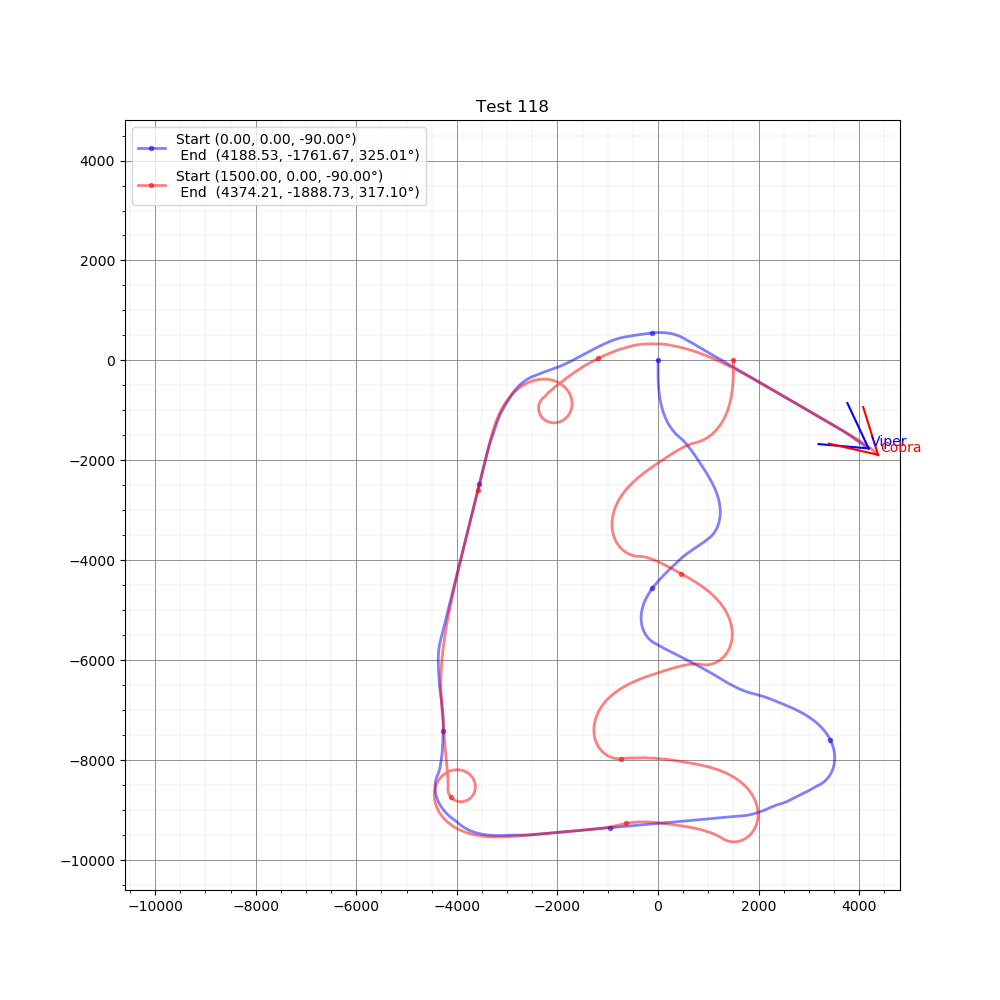 Test 118
Start (0.00, 0.00, -90.00°)
End  (4188.53, -1761.67, 325.01°)
Start (1500.00, 0.00, -90.00°)
End  (4374.21, -1888.73, 317.10°)
4000
2000
0
−2000
−4000
−6000
−8000
−10000
Viper
Cobra
−10000 −8000 −6000 −4000 −2000 0 2000 4000